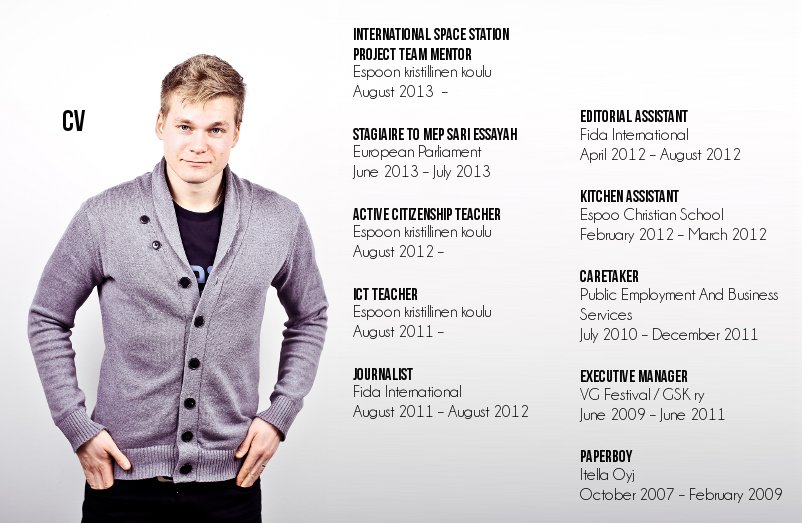 CV
INTERNATIONAL SPACE STATION
PROJECT TEAM MENTOR
Espoon kristillinen koulu
August 2013 –
STAGIAIRE TO MEP SARI ESSAYAH
European Parliament
June 2013 – July 2013
ACTIVE CITIZENSHIP TEACHER
Espoon kristillinen koulu
August 2012 –
ICT TEACHER
Espoon kristillinen koulu
August 2011 –
JOURNALIST
Fida International
August 2011 – August 2012
EDITORIAL ASSISTANT
Fida International
April 2012 – August 2012
KITCHEN ASSISTANT
Espoo Christian School
February 2012 – March 2012
CARETAKER
Public Employment And Business
Services
July 2010 – December 2011
EXECUTIVE MANAGER
VG Festival / GSK ry
June 2009 – June 2011
PAPERBOY
Itella Oyj
October 2007 – February 2009